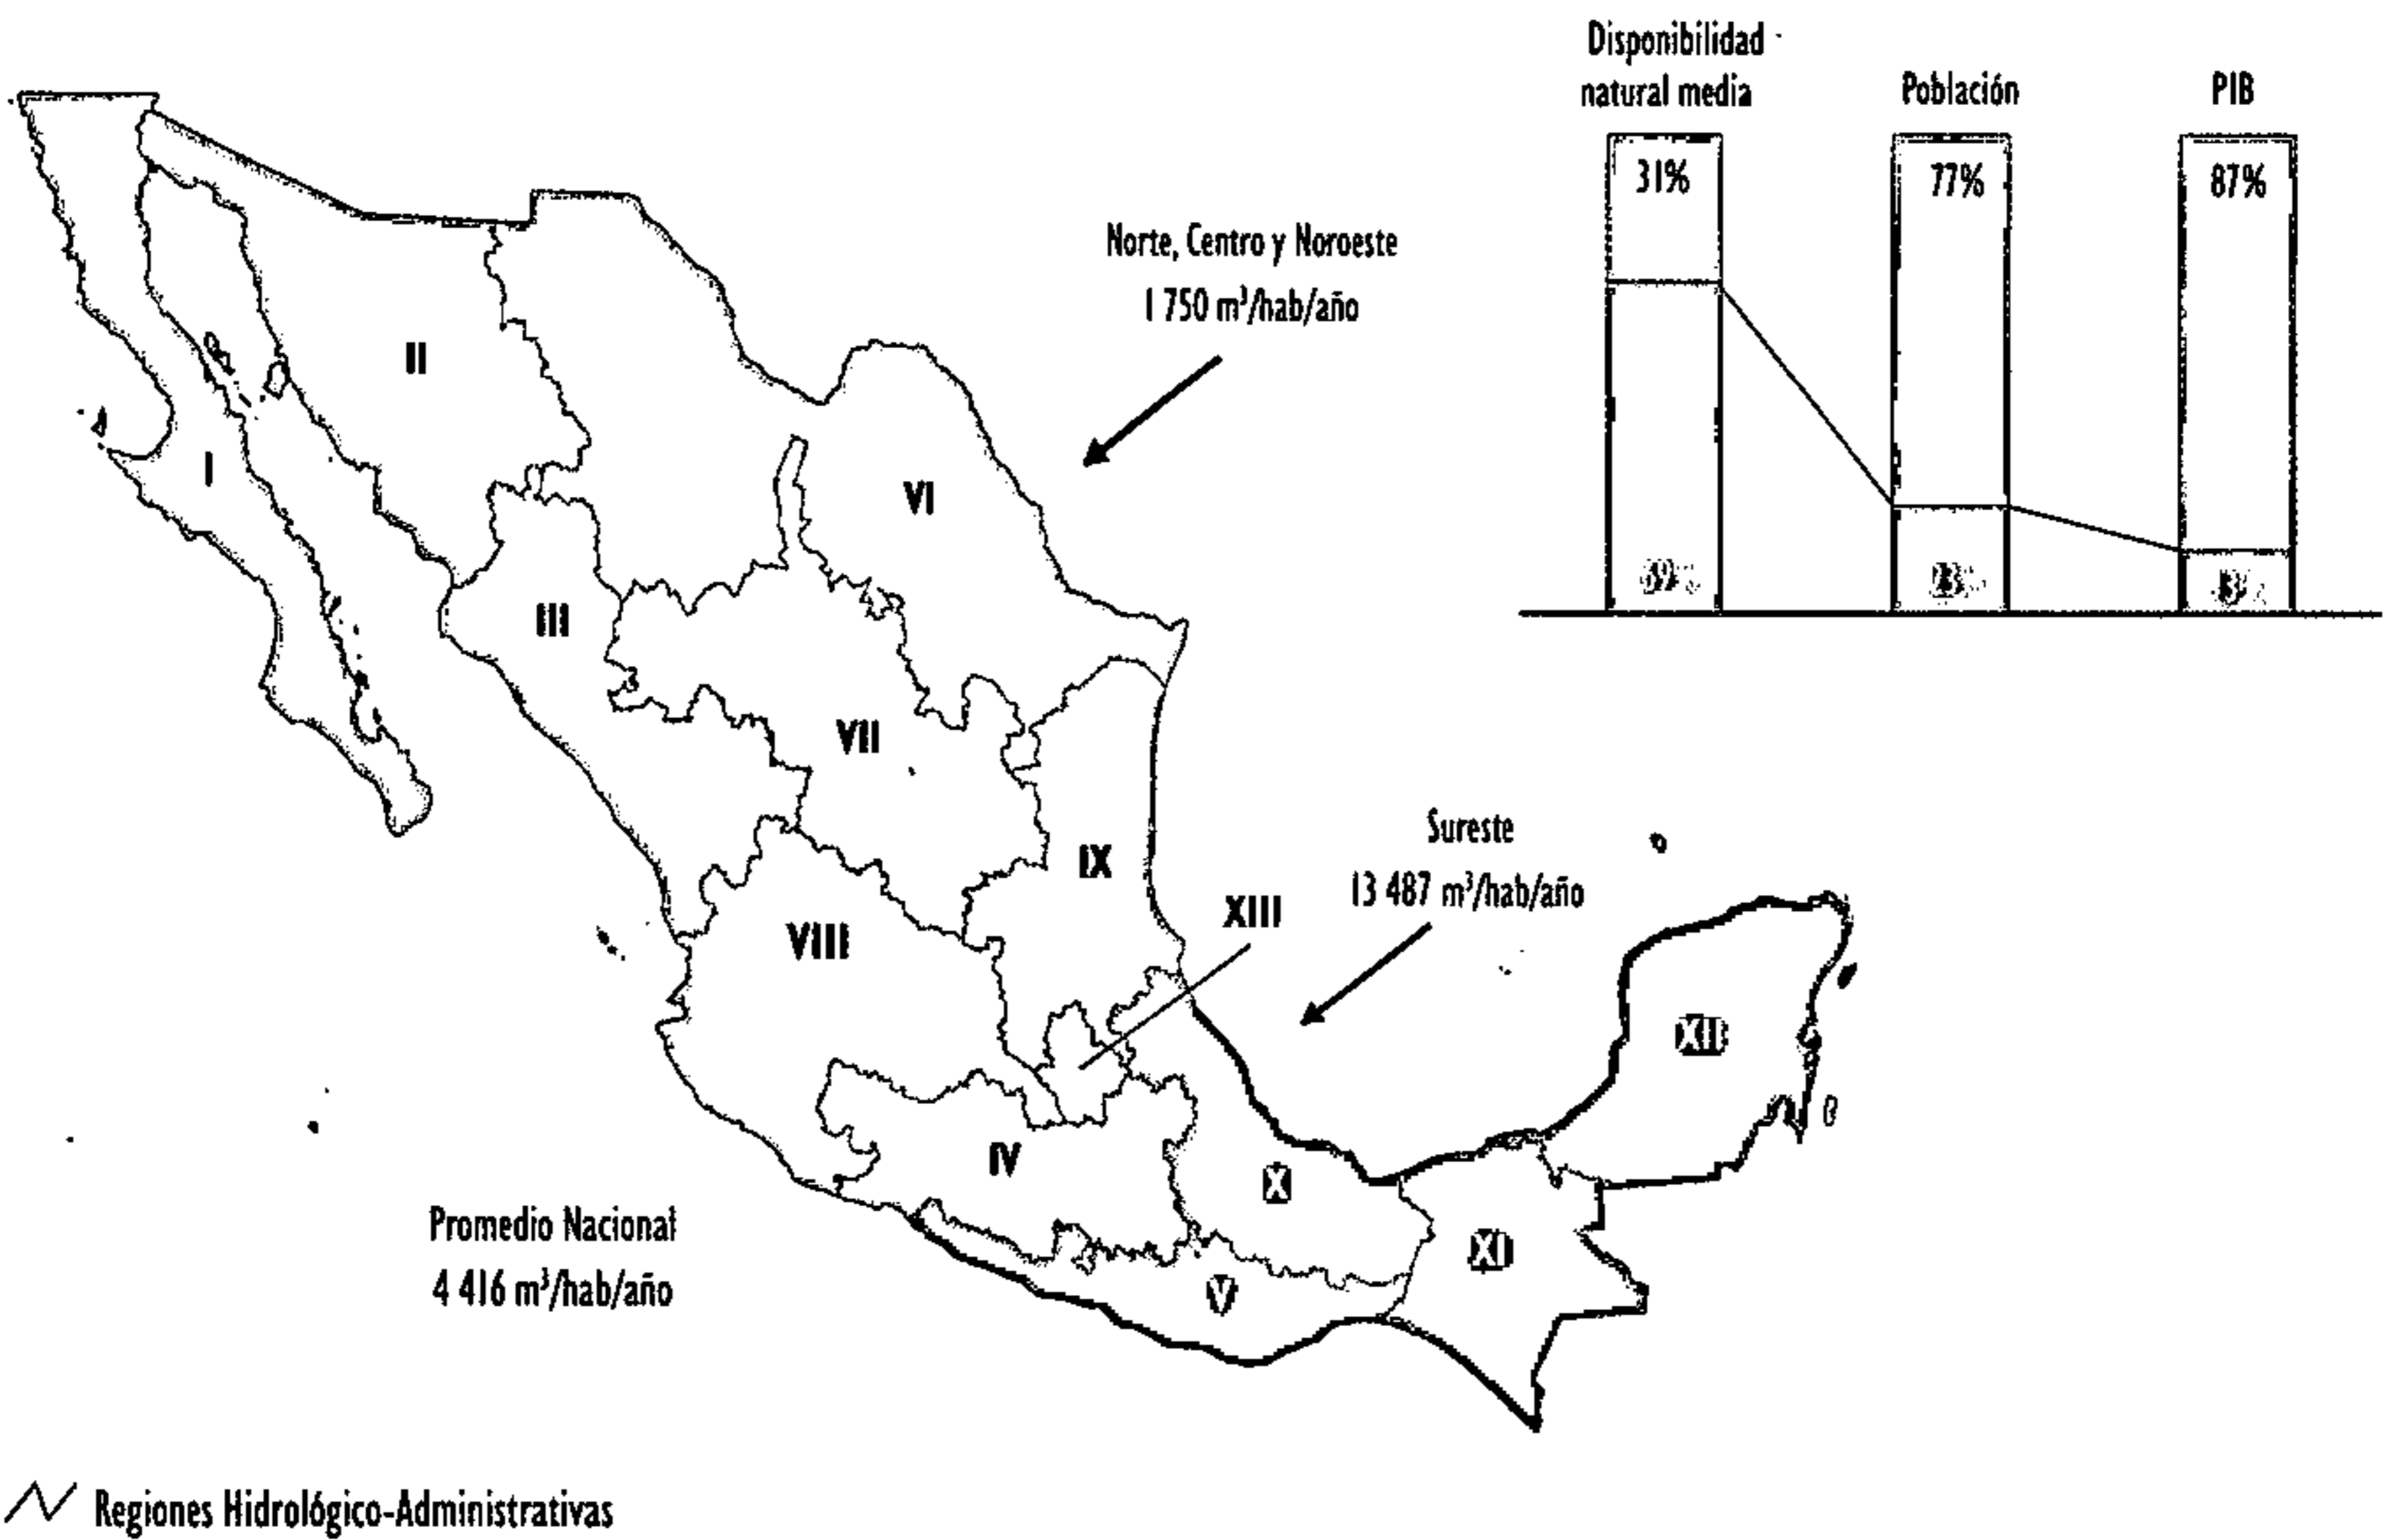 Disponibilidad
natural media
Población
PIB
31%
77%
87%
Norte, Centro y Noroeste
1 750 m³/hab/año
II
I
VI
III
VII
Sureste
13 487 m³/hab/año
IX
XIII
VIII
XII
IV
X
Promedio Nacional
4 416 m³/hab/año
XI
V
Regiones Hidrológico-Administrativas